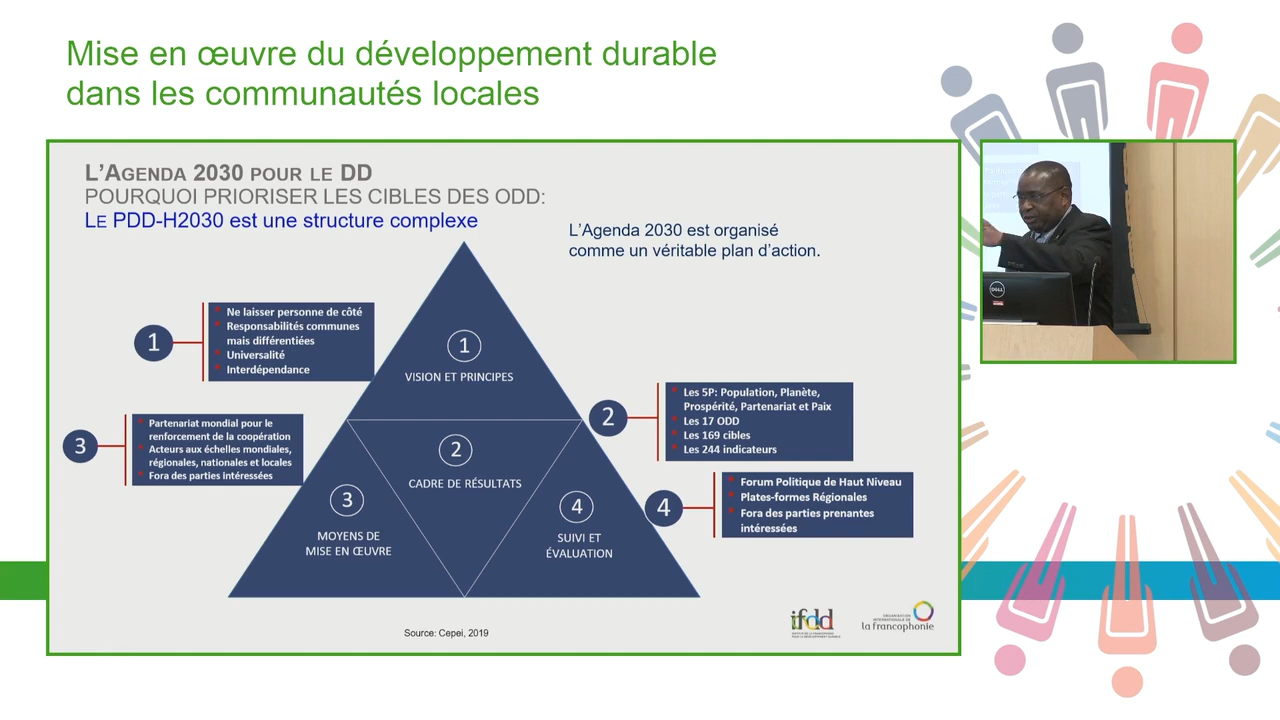 Mise en œuvre du développement durable
dans les communautés locales
L'AGENDA 2030 POUR LE DD
POURQUOI PRIORISER LES CIBLES DES ODD:
LE PDD-H2030 est une structure complexe
L'Agenda 2030 est organisé
comme un véritable plan d'action.
1
Ne laisser personne de côté
Responsabilités communes
mais différentiées
Universalité
Interdépendance
1
VISION ET PRINCIPES
2
Les 5P: Population, Planète,
Prospérité, Partenariat et Paix
Les 17 ODD
Les 169 cibles
Les 244 indicateurs
3
Partenariat mondial pour le
renforcement de la coopération
Acteurs aux échelles mondiales,
régionales, nationales et locales
Fora des parties intéressées
2
CADRE DE RÉSULTATS
3
MOYENS DE
MISE EN ŒUVRE
4
SUIVI ET
ÉVALUATION
4
Forum Politique de Haut Niveau
Plates-formes Régionales
Fora des parties prenantes
intéressées
Source: Cepei, 2019
ifdd
ORGANISATION
INTERNATIONALE DE
la francophonie
DELL